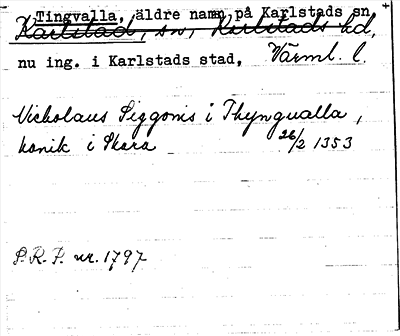 Tingvalla, äldre namn på Karlstads sn,
Karlstad, sn, Karlstads hd,
nu ing. i Karlstads stad, Värml. l.
Nicholaus Siggonis i Thyngualla,
kanik i Skara 26/2 1353
S.R.P. nr. 1797